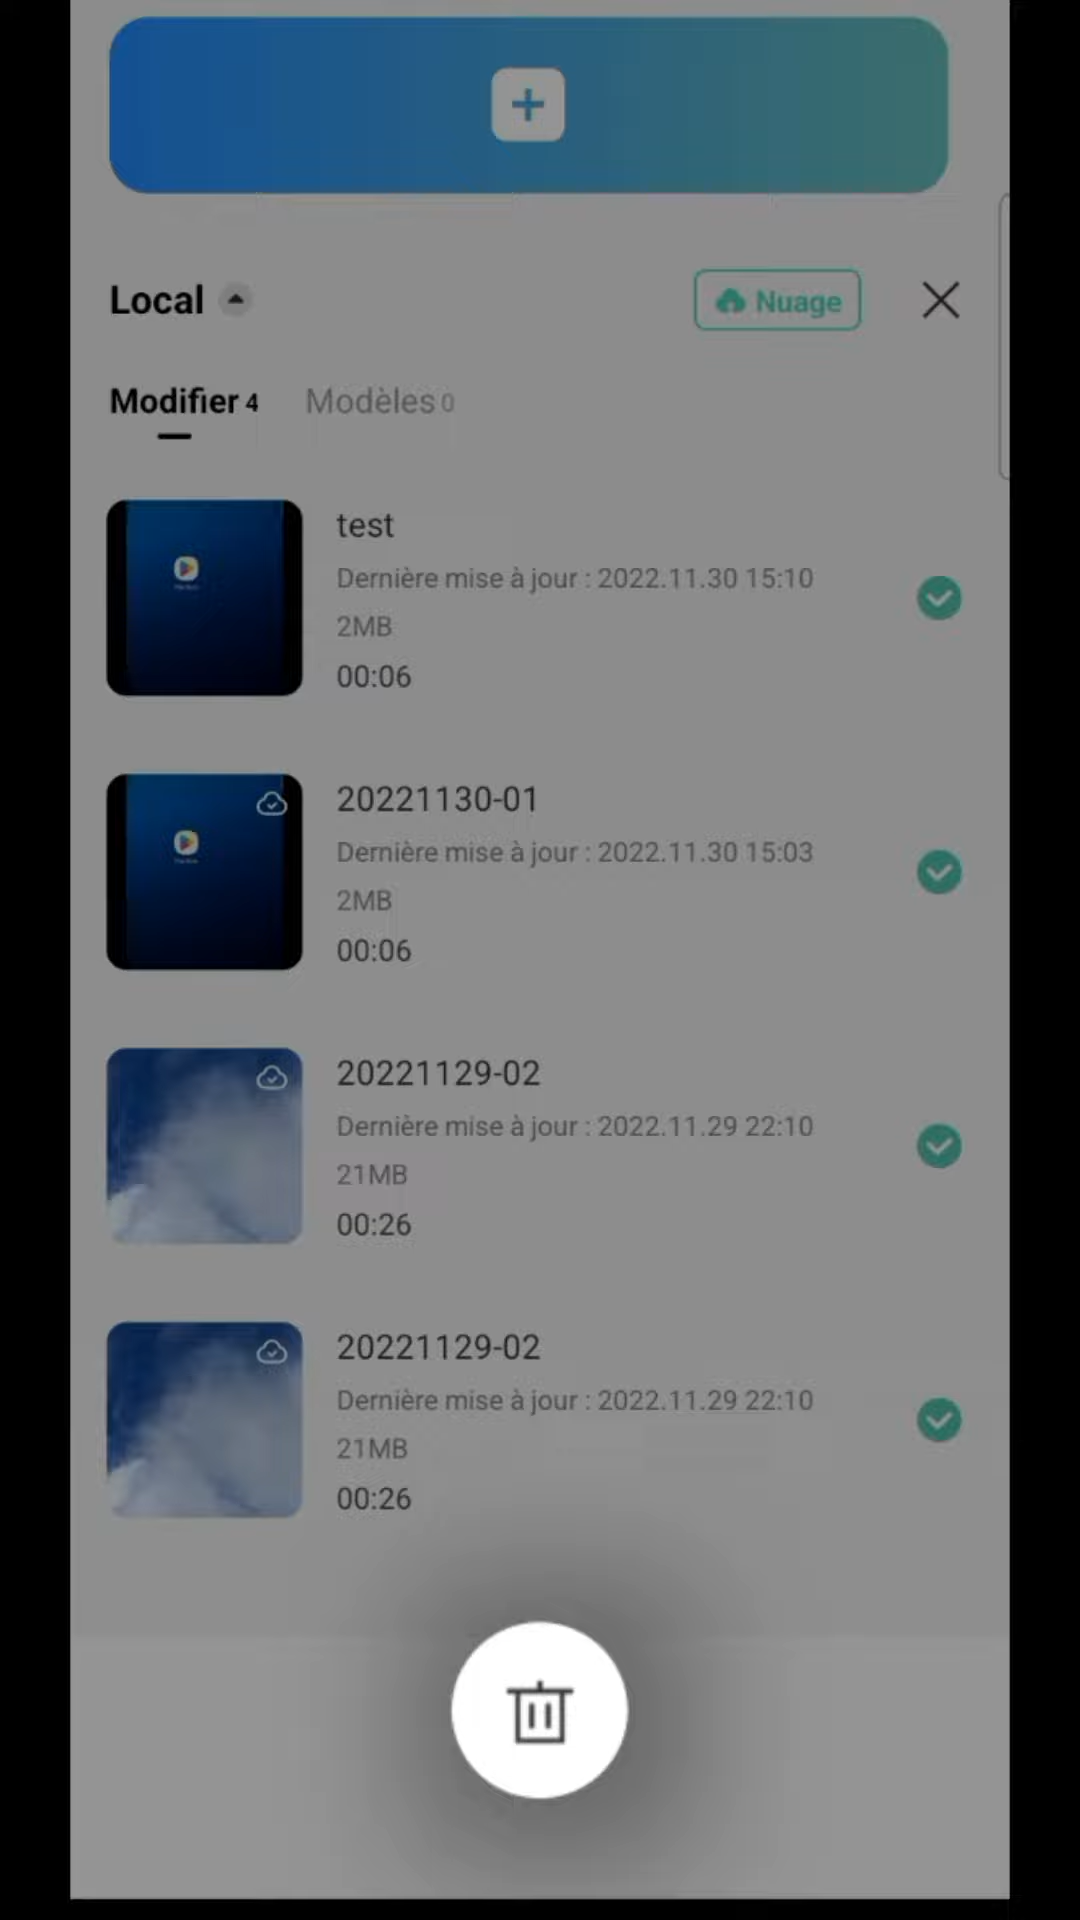 Local
Nuage
Modifier 4
Modèles 0
test
Dernière mise à jour : 2022.11.30 15:10
2MB
00:06
20221130-01
Dernière mise à jour : 2022.11.30 15:03
2MB
00:06
20221129-02
Dernière mise à jour : 2022.11.29 22:10
21MB
00:26
20221129-02
Dernière mise à jour : 2022.11.29 22:10
21MB
00:26